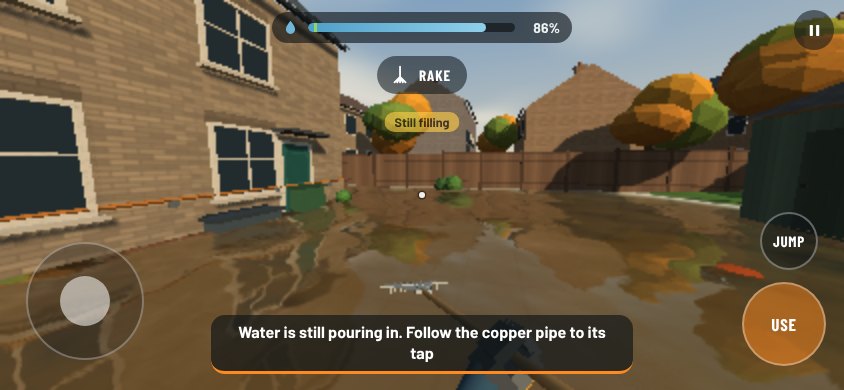 86%
RAKE
Still filling
JUMP
USE
Water is still pouring in. Follow the copper pipe to its
tap